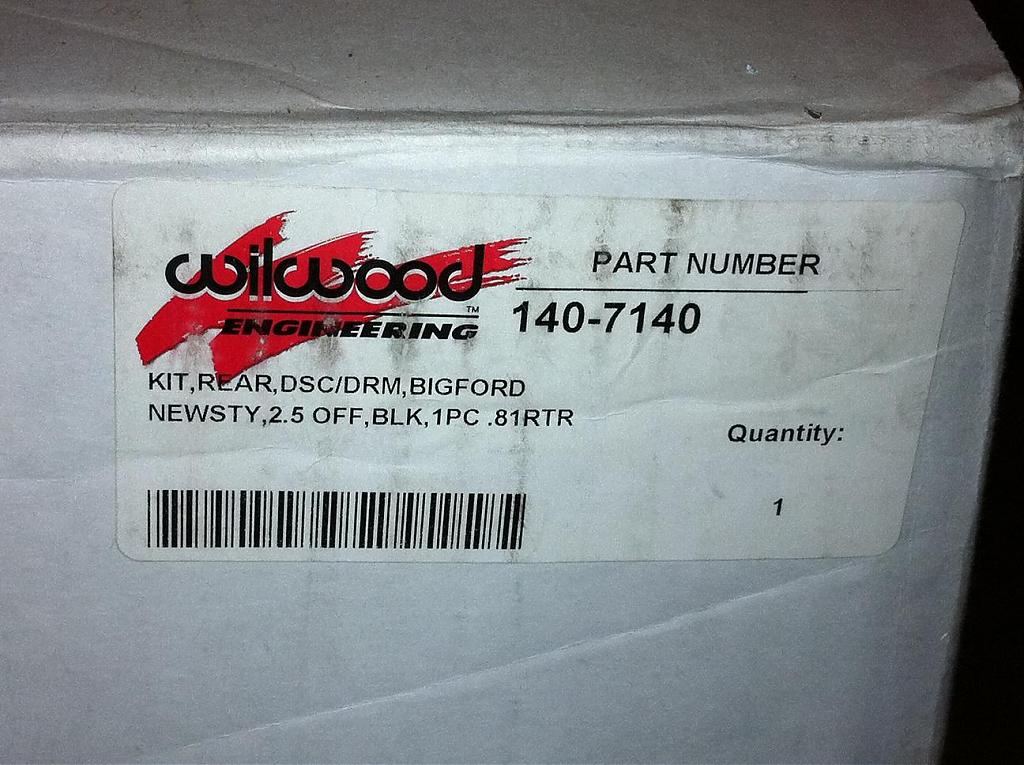 wilwood
ENGINEERING
TM
PART NUMBER
140-7140
KIT,REAR,DSC/DRM,BIGFORD
NEWSTY,2.5 OFF,BLK,1PC .81RTR
Quantity:
1